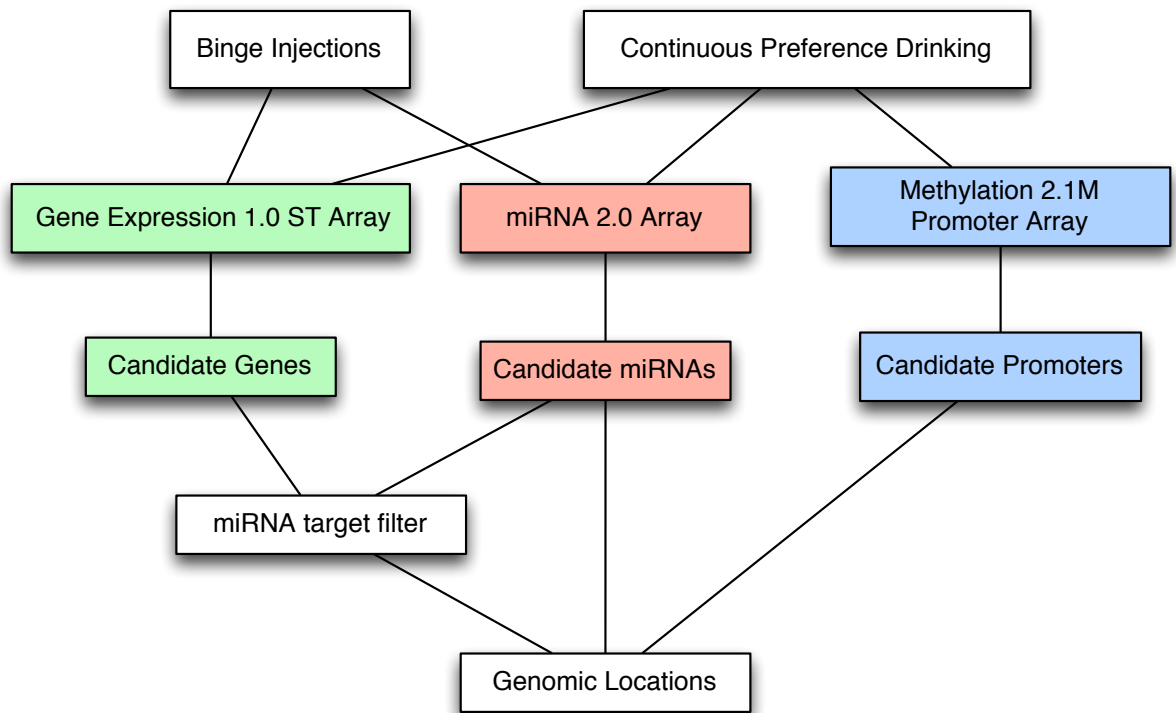 Binge Injections
Continuous Preference Drinking
Gene Expression 1.0 ST Array
miRNA 2.0 Array
Methylation 2.1M
Promoter Array
Candidate Genes
Candidate miRNAs
Candidate Promoters
miRNA target filter
Genomic Locations